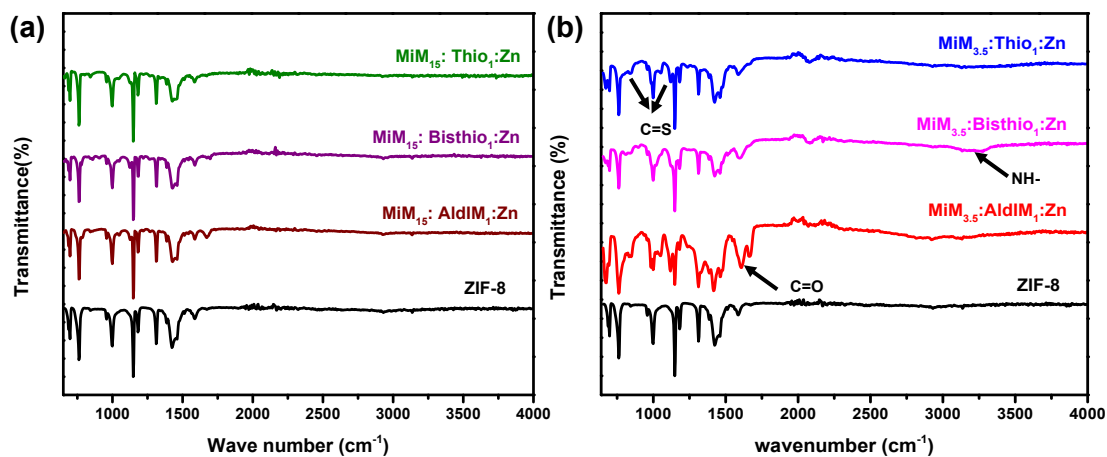 (a)
MiM₁₅: Thio₁:Zn
MiM₁₅: Bisthio₁:Zn
MiM₁₅: AldIM₁:Zn
ZIF-8
Transmittance(%)
1000 1500 2000 2500 3000 3500 4000
Wave number (cm⁻¹)
(b)
MiM₃.₅:Thio₁:Zn
C=S
MiM₃.₅:Bisthio₁:Zn
NH-
MiM₃.₅:AldIM₁:Zn
C=O
ZIF-8
Transmittance (%)
1000 1500 2000 2500 3000 3500 4000
wavenumber (cm⁻¹)